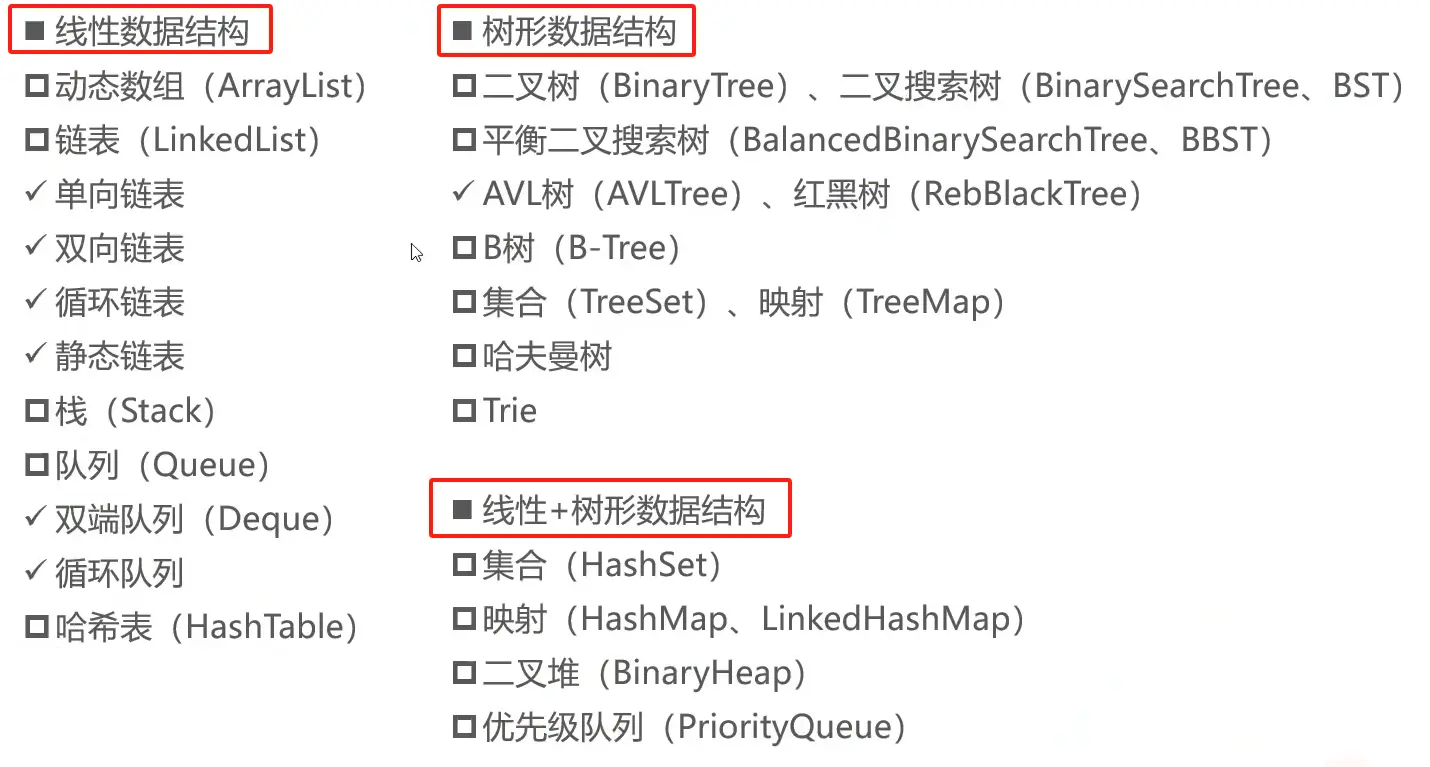 ■ 线性数据结构
动态数组（ArrayList）
链表（LinkedList）
✓ 单向链表
✓ 双向链表
✓ 循环链表
✓ 静态链表
栈（Stack）
队列（Queue）
✓ 双端队列（Deque）
✓ 循环队列
哈希表（HashTable）
■ 树形数据结构
二叉树（BinaryTree）、二叉搜索树（BinarySearchTree、BST）
平衡二叉搜索树（BalancedBinarySearchTree、BBST）
✓ AVL树（AVLTree）、红黑树（RebBlackTree）
B树（B-Tree）
集合（TreeSet）、映射（TreeMap）
哈夫曼树
Trie
■ 线性+树形数据结构
集合（HashSet）
映射（HashMap、LinkedHashMap）
二叉堆（BinaryHeap）
优先级队列（PriorityQueue）